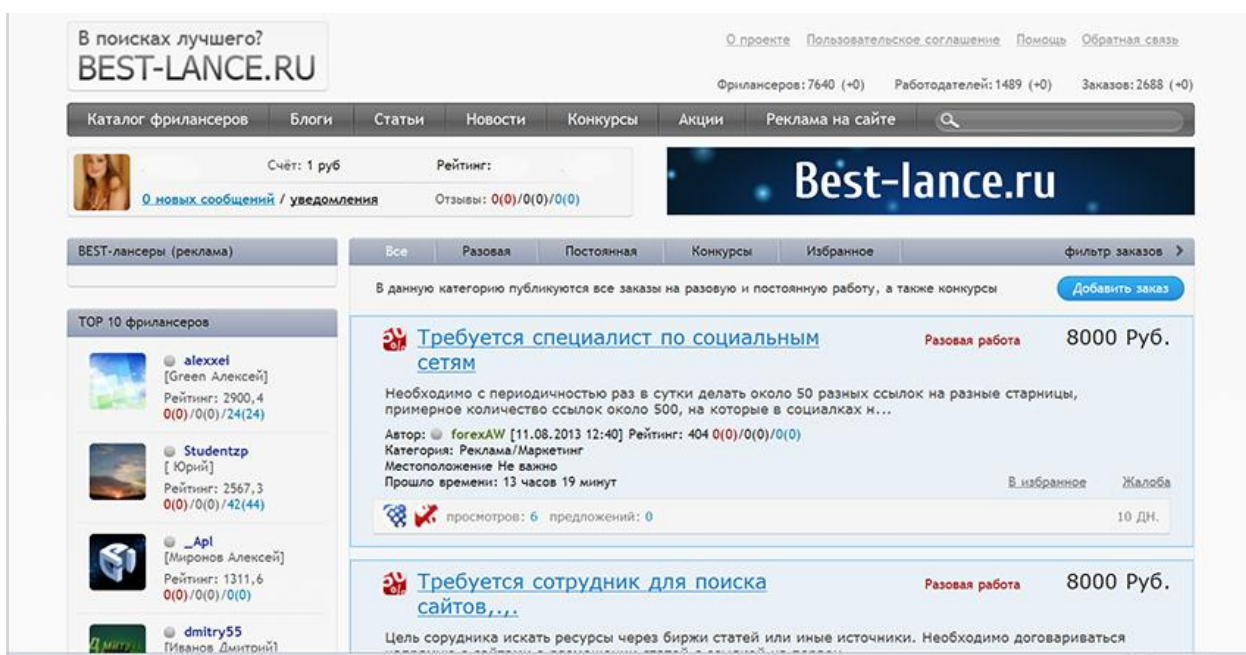 В поисках лучшего?
BEST-LANCE.RU
О проекте Пользовательское соглашение Помощь Обратная связь
Фрилансеров:7640 (+0) Работодателей:1489 (+0) Заказов:2688 (+0)
Каталог фрилансеров Блоги Статьи Новости Конкурсы Акции Реклама на сайте
Счёт: 1 руб Рейтинг:
0 новых сообщений / уведомления Отзывы: 0(0)/0(0)/0(0)
Best-lance.ru
BEST-лансеры (реклама)
TOP 10 фрилансеров
alexxei
[Green Алексей]
Рейтинг: 2900,4
0(0)/0(0)/24(24)
Studentzp
[ Юрий]
Рейтинг: 2567,3
0(0)/0(0)/42(44)
_Apl
[Миронов Алексей]
Рейтинг: 1311,6
0(0)/0(0)/0(0)
dmitry55
[Иванов Дмитрий]
Все Разовая Постоянная Конкурсы Избранное фильтр заказов
В данную категорию публикуются все заказы на разовую и постоянную работу, а также конкурсы Добавить заказ
Требуется специалист по социальным Разовая работа 8000 Руб.
сетям
Необходимо с периодичностью раз в сутки делать около 50 разных ссылок на разные старницы,
примерное количество ссылок около 500, на которые в социалках н...
Автор: forexAW [11.08.2013 12:40] Рейтинг: 404 0(0)/0(0)/0(0)
Категория: Реклама/Маркетинг
Местоположение Не важно
Прошло времени: 13 часов 19 минут В избранное Жалоба
просмотров: 6 предложений: 0 10 ДН.
Требуется сотрудник для поиска Разовая работа 8000 Руб.
сайтов,.,.
Цель сорудника искать ресурсы через биржи статей или иные источники. Необходимо договариваться